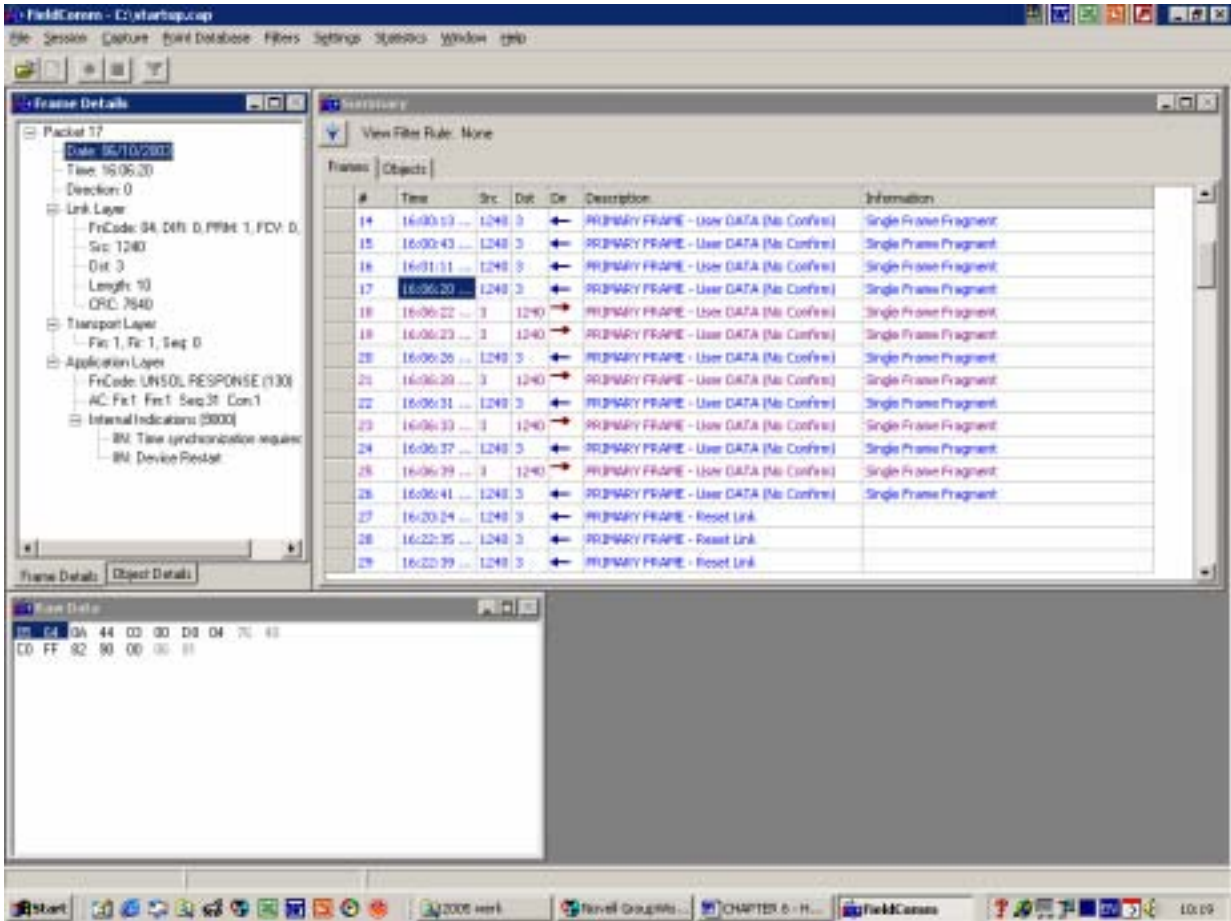 FieldComm - C:\startup.cap
File Session Capture Point Database Filters Settings Statistics Window Help
Frame Details
Packet 17
Date: 06/10/2003
Time: 16:06:20
Direction: 0
Link Layer
FnCode: 04, DIR: 0, PRM: 1, FCV: 0,
Src: 1240
Dst: 3
Length: 10
CRC: 7640
Transport Layer
Fin: 1, Fir: 1, Seq: 0
Application Layer
FnCode: UNSOL RESPONSE (130)
AC: Fir:1 Fin:1 Seq:31 Con:1
Internal Indications (9000)
IIN: Time synchronization required
IIN: Device Restart
Frame Details Object Details
Summary
View Filter Rule: None
Frames Objects
# Time Src Dst Dir Description Information
14 16:00:13 ... 1240 3 PRIMARY FRAME - User DATA (No Confirm) Single Frame Fragment
15 16:00:43 ... 1240 3 PRIMARY FRAME - User DATA (No Confirm) Single Frame Fragment
16 16:01:11 ... 1240 3 PRIMARY FRAME - User DATA (No Confirm) Single Frame Fragment
17 16:06:20 ... 1240 3 PRIMARY FRAME - User DATA (No Confirm) Single Frame Fragment
18 16:06:22 ... 3 1240 PRIMARY FRAME - User DATA (No Confirm) Single Frame Fragment
19 16:06:23 ... 3 1240 PRIMARY FRAME - User DATA (No Confirm) Single Frame Fragment
20 16:06:26 ... 1240 3 PRIMARY FRAME - User DATA (No Confirm) Single Frame Fragment
21 16:06:28 ... 3 1240 PRIMARY FRAME - User DATA (No Confirm) Single Frame Fragment
22 16:06:31 ... 1240 3 PRIMARY FRAME - User DATA (No Confirm) Single Frame Fragment
23 16:06:33 ... 3 1240 PRIMARY FRAME - User DATA (No Confirm) Single Frame Fragment
24 16:06:37 ... 1240 3 PRIMARY FRAME - User DATA (No Confirm) Single Frame Fragment
25 16:06:39 ... 3 1240 PRIMARY FRAME - User DATA (No Confirm) Single Frame Fragment
26 16:06:41 ... 1240 3 PRIMARY FRAME - User DATA (No Confirm) Single Frame Fragment
27 16:20:24 ... 1240 3 PRIMARY FRAME - Reset Link
28 16:22:35 ... 1240 3 PRIMARY FRAME - Reset Link
29 16:22:39 ... 1240 3 PRIMARY FRAME - Reset Link
Raw Data
05 64 0A 44 03 00 D8 04 76 40
C0 FF 82 90 00
Start 2005 work Novell GroupWis... CHAPTER 6 - H... FieldComm EN 10:19